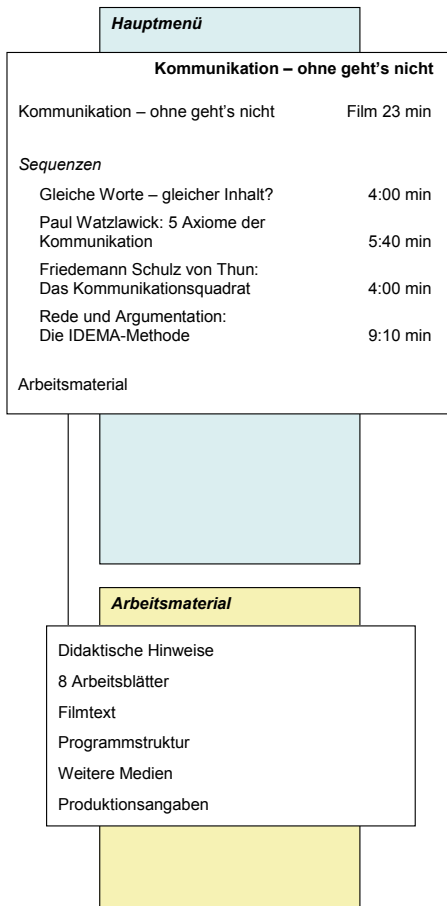 Hauptmenü
Kommunikation – ohne geht's nicht
Kommunikation – ohne geht's nicht Film 23 min
Sequenzen
Gleiche Worte – gleicher Inhalt? 4:00 min
Paul Watzlawick: 5 Axiome der
Kommunikation 5:40 min
Friedemann Schulz von Thun:
Das Kommunikationsquadrat 4:00 min
Rede und Argumentation:
Die IDEMA-Methode 9:10 min
Arbeitsmaterial
Arbeitsmaterial
Didaktische Hinweise
8 Arbeitsblätter
Filmtext
Programmstruktur
Weitere Medien
Produktionsangaben